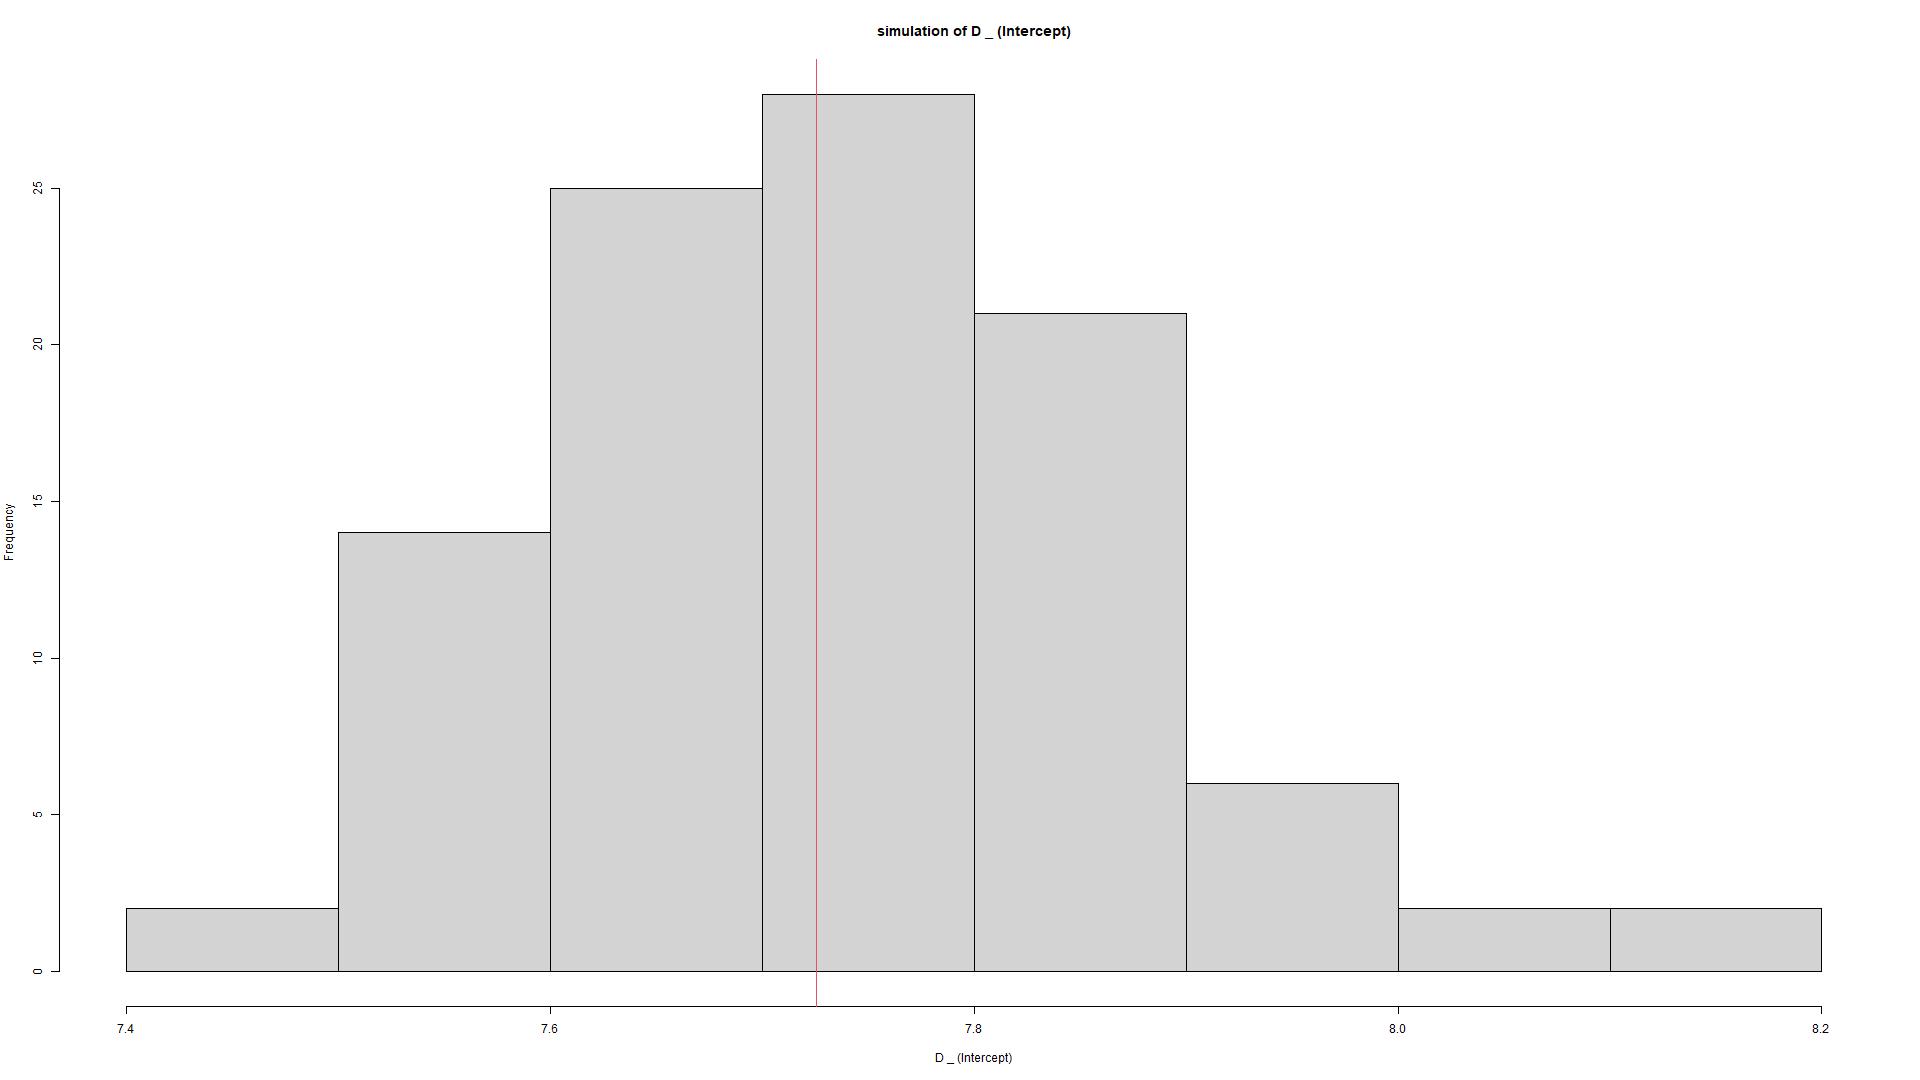 simulation of D _ (Intercept)
Frequency
25
20
15
10
5
0
7.4 7.6 7.8 8.0 8.2
D _ (Intercept)